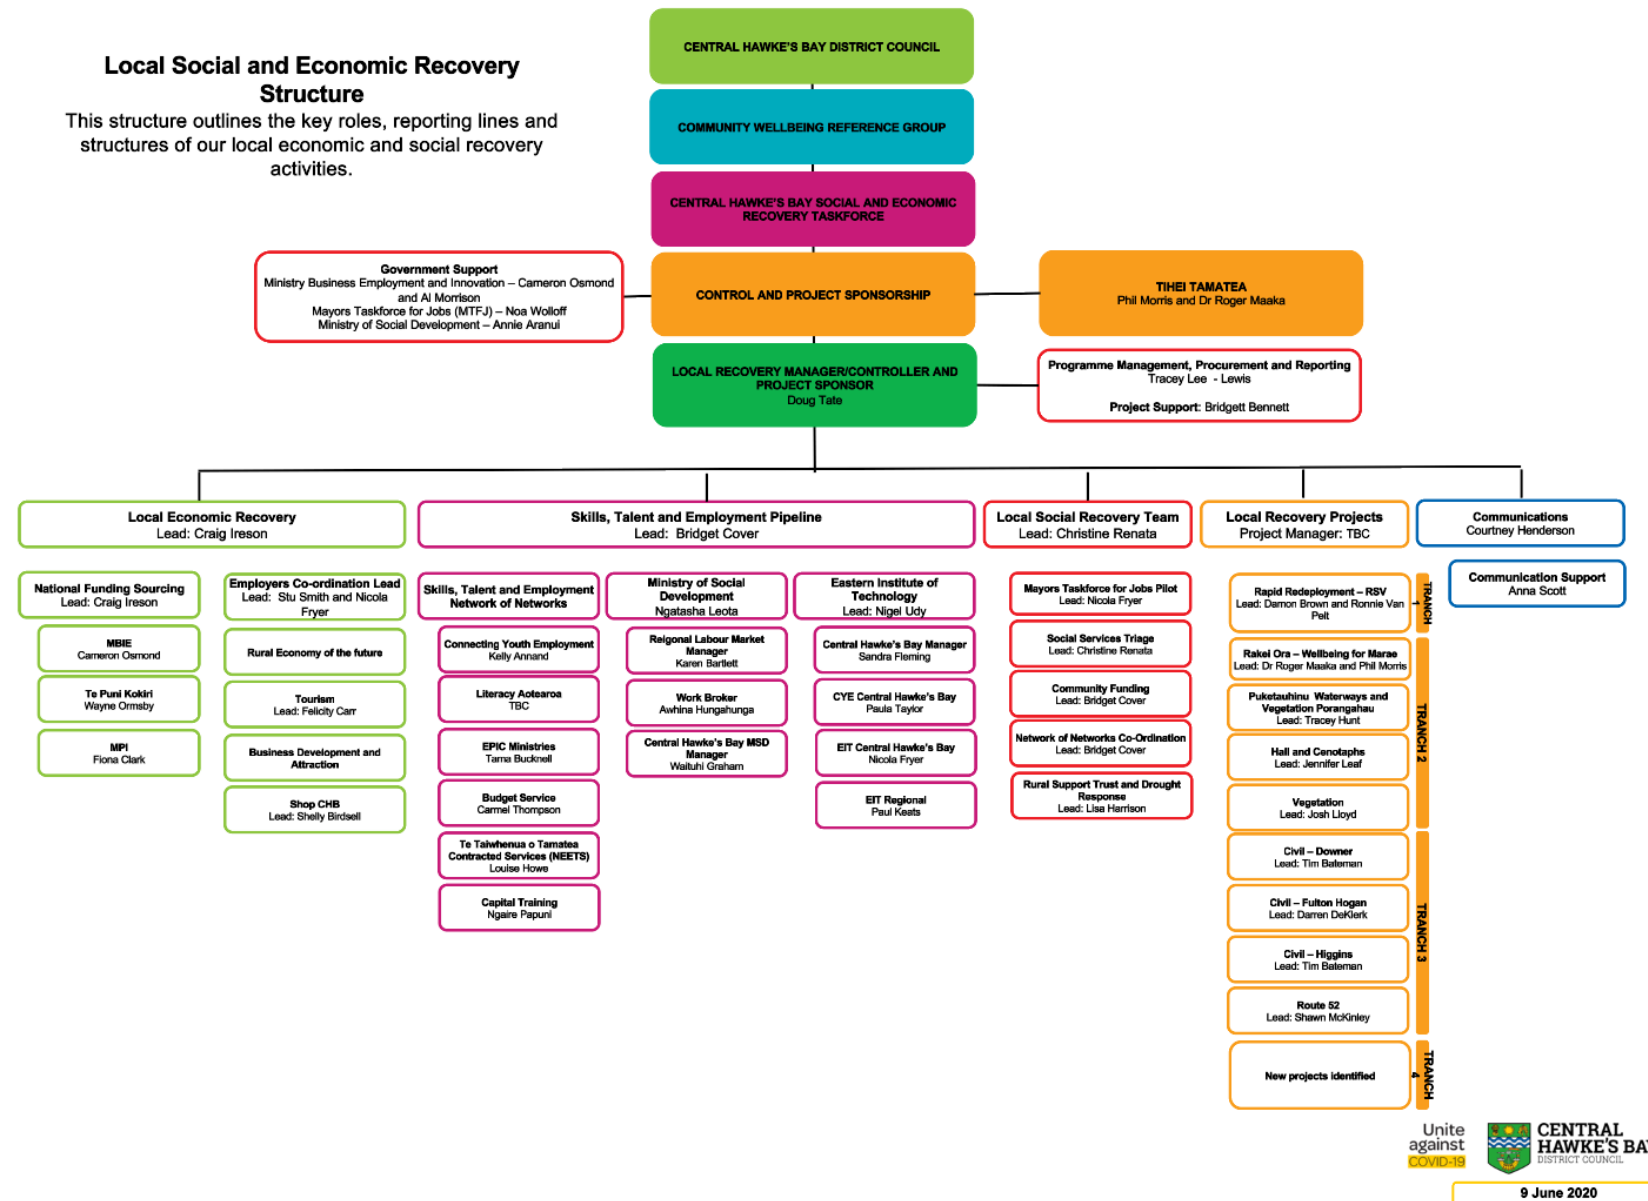 Local Social and Economic Recovery
Structure
This structure outlines the key roles, reporting lines and
structures of our local economic and social recovery
activities.
CENTRAL HAWKE'S BAY DISTRICT COUNCIL
COMMUNITY WELLBEING REFERENCE GROUP
CENTRAL HAWKE'S BAY SOCIAL AND ECONOMIC
RECOVERY TASKFORCE
Government Support
Ministry Business Employment and Innovation – Cameron Osmond
and Al Morrison
Mayors Taskforce for Jobs (MTFJ) – Noa Wolloff
Ministry of Social Development – Annie Aranui
CONTROL AND PROJECT SPONSORSHIP
TIHEI TAMATEA
Phil Morris and Dr Roger Maaka
LOCAL RECOVERY MANAGER/CONTROLLER AND
PROJECT SPONSOR
Doug Tate
Programme Management, Procurement and Reporting
Tracey Lee - Lewis
Project Support: Bridgett Bennett
Local Economic Recovery
Lead: Craig Ireson
Skills, Talent and Employment Pipeline
Lead: Bridget Cover
Local Social Recovery Team
Lead: Christine Renata
Local Recovery Projects
Project Manager: TBC
Communications
Courtney Henderson
National Funding Sourcing
Lead: Craig Ireson
MBIE
Cameron Osmond
Te Puni Kokiri
Wayne Ormsby
MPI
Fiona Clark
Employers Co-ordination Lead
Lead: Stu Smith and Nicola
Fryer
Rural Economy of the future
Tourism
Lead: Felicity Carr
Business Development and
Attraction
Shop CHB
Lead: Shelly Birdsell
Skills, Talent and Employment
Network of Networks
Connecting Youth Employment
Kelly Annand
Literacy Aotearoa
TBC
EPIC Ministries
Tama Bucknell
Budget Service
Carmel Thompson
Te Taiwhenua o Tamatea
Contracted Services (NEETS)
Louise Howe
Capital Training
Ngaire Papuni
Ministry of Social
Development
Ngatasha Leota
Reigonal Labour Market
Manager
Karen Bartlett
Work Broker
Awhina Hungahunga
Central Hawke's Bay MSD
Manager
Waituhi Graham
Eastern Institute of
Technology
Lead: Nigel Udy
Central Hawke's Bay Manager
Sandra Fleming
CYE Central Hawke's Bay
Paula Taylor
EIT Central Hawke's Bay
Nicola Fryer
EIT Regional
Paul Keats
Mayors Taskforce for Jobs Pilot
Lead: Nicola Fryer
Social Services Triage
Lead: Christine Renata
Community Funding
Lead: Bridget Cover
Network of Networks Co-Ordination
Lead: Bridget Cover
Rural Support Trust and Drought
Response
Lead: Lisa Harrison
Rapid Redeployment – RSV
Lead: Damon Brown and Ronnie Van
Pelt
TRANCH
1
Rakei Ora – Wellbeing for Marae
Lead: Dr Roger Maaka and Phil Morris
Puketauhinu Waterways and
Vegetation Porangahau
Lead: Tracey Hunt
Hall and Cenotaphs
Lead: Jennifer Leaf
Vegetation
Lead: Josh Lloyd
TRANCH 2
Civil – Downer
Lead: Tim Bateman
Civil – Fulton Hogan
Lead: Darren DeKlerk
Civil – Higgins
Lead: Tim Bateman
Route 52
Lead: Shawn McKinley
TRANCH 3
New projects identified
TRANCH
4
Communication Support
Anna Scott
Unite
against
COVID-19
CENTRAL
HAWKE'S BAY
DISTRICT COUNCIL
9 June 2020